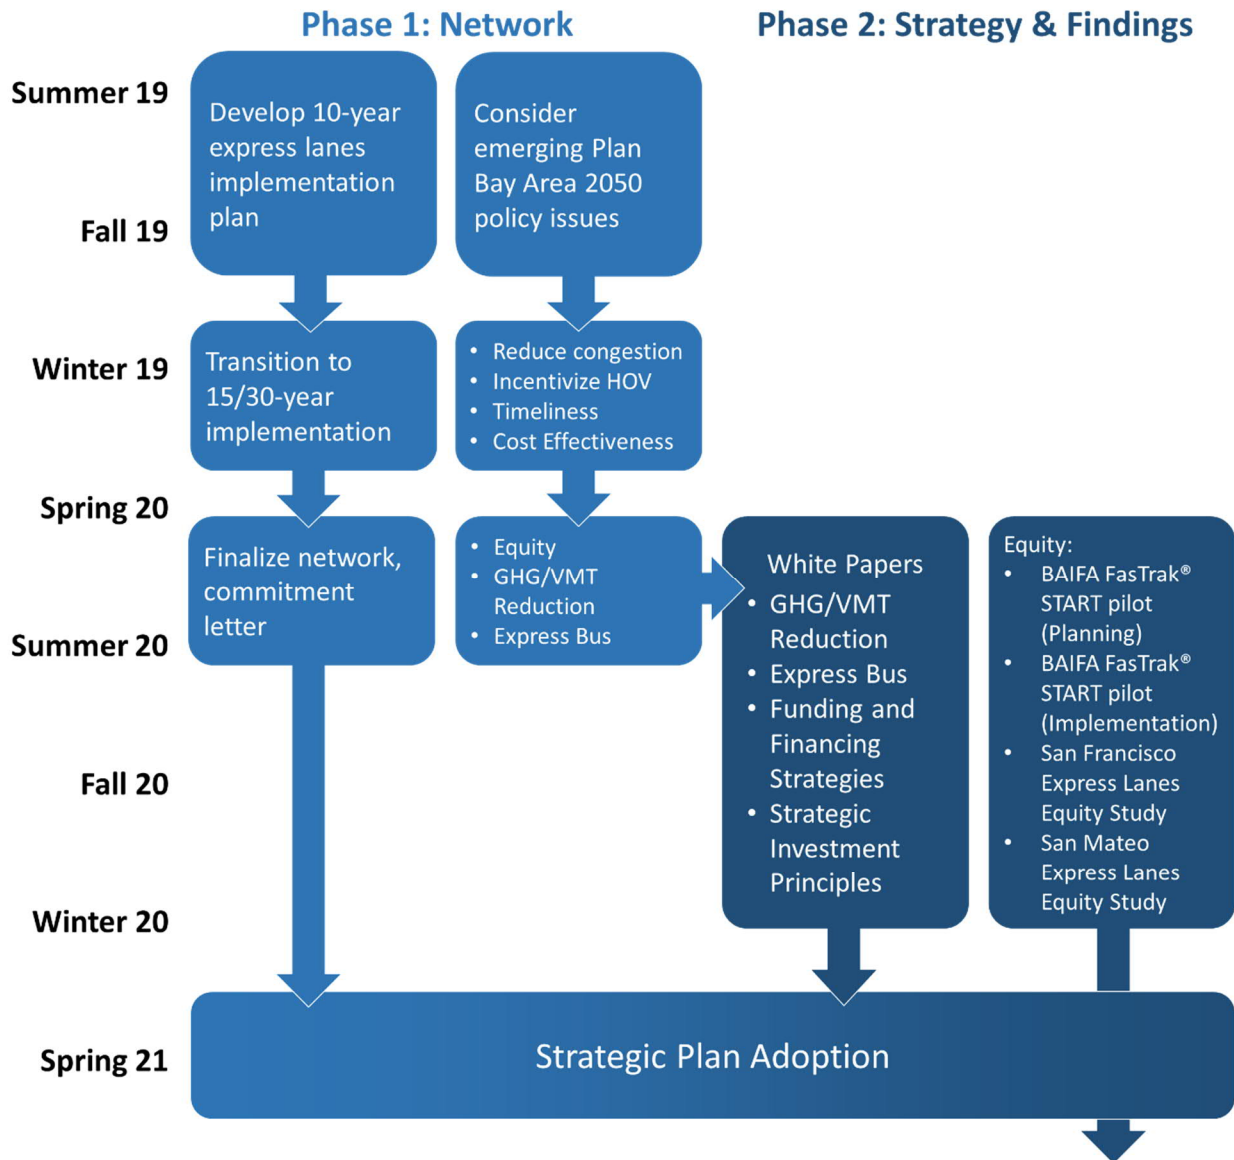 Phase 1: Network
Phase 2: Strategy & Findings
Summer 19
Fall 19
Winter 19
Spring 20
Summer 20
Fall 20
Winter 20
Spring 21
Develop 10-year
express lanes
implementation
plan
Consider
emerging Plan
Bay Area 2050
policy issues
Transition to
15/30-year
implementation
• Reduce congestion
• Incentivize HOV
• Timeliness
• Cost Effectiveness
Finalize network,
commitment
letter
• Equity
• GHG/VMT
Reduction
• Express Bus
White Papers
• GHG/VMT
Reduction
• Express Bus
• Funding and
Financing
Strategies
• Strategic
Investment
Principles
Equity:
• BAIFA FasTrak®
START pilot
(Planning)
• BAIFA FasTrak®
START pilot
(Implementation)
• San Francisco
Express Lanes
Equity Study
• San Mateo
Express Lanes
Equity Study
Strategic Plan Adoption